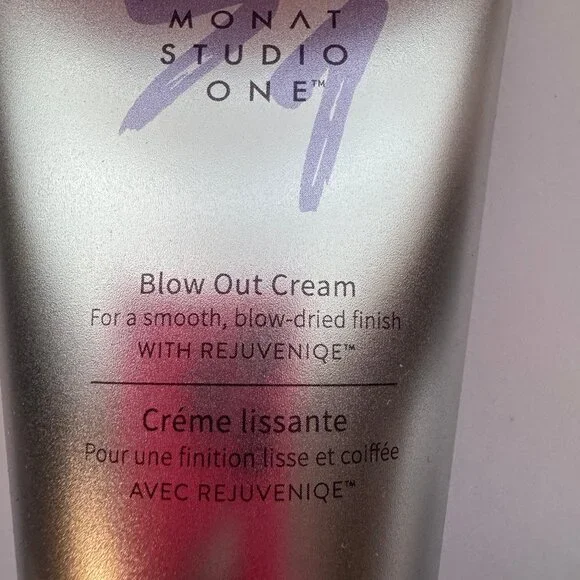 MONAT
STUDIO
ONE™
Blow Out Cream
For a smooth, blow-dried finish
WITH REJUVENIQE™
Créme lissante
Pour une finition lisse et coiffée
AVEC REJUVENIQE™